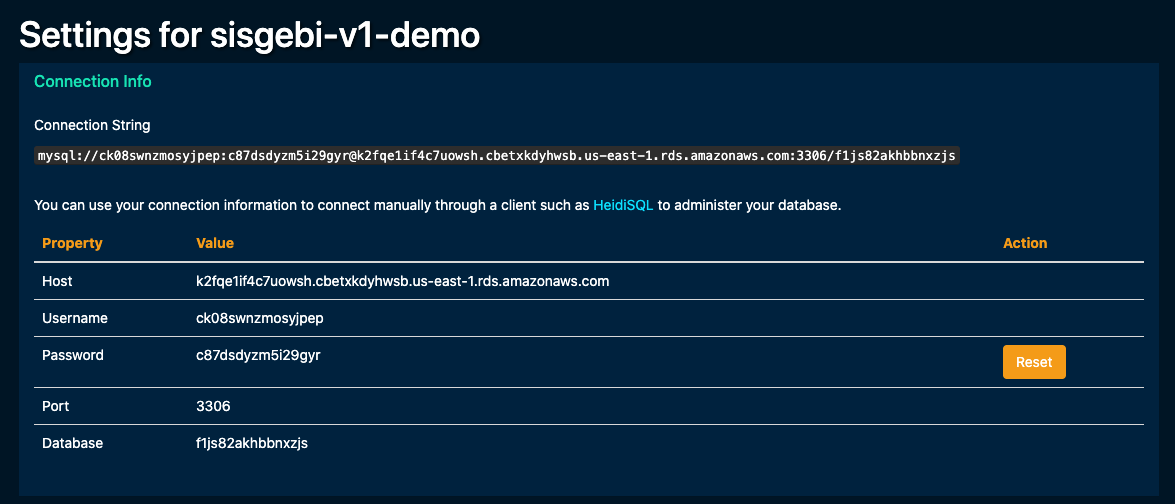 Settings for sisgebi-v1-demo
Connection Info
Connection String
mysql://ck08swnzmosyjpep:c87dsdyzm5i29gyr@k2fqe1if4c7uowsh.cbetxkdyhwsb.us-east-1.rds.amazonaws.com:3306/f1js82akhbbnxzjs
You can use your connection information to connect manually through a client such as HeidiSQL to administer your database.
Property Value Action
Host k2fqe1if4c7uowsh.cbetxkdyhwsb.us-east-1.rds.amazonaws.com
Username ck08swnzmosyjpep
Password c87dsdyzm5i29gyr Reset
Port 3306
Database f1js82akhbbnxzjs